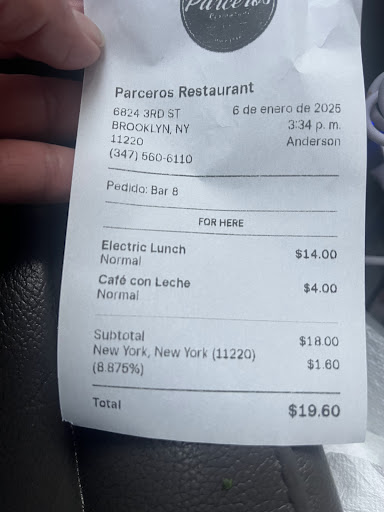 Parceros
Parceros Restaurant
6824 3RD ST
BROOKLYN, NY
11220
(347) 560-6110
6 de enero de 2025
3:34 p. m.
Anderson
Pedido: Bar 8
FOR HERE
Electric Lunch $14.00
Normal
Café con Leche $4.00
Normal
Subtotal $18.00
New York, New York (11220) $1.60
(8.875%)
Total $19.60